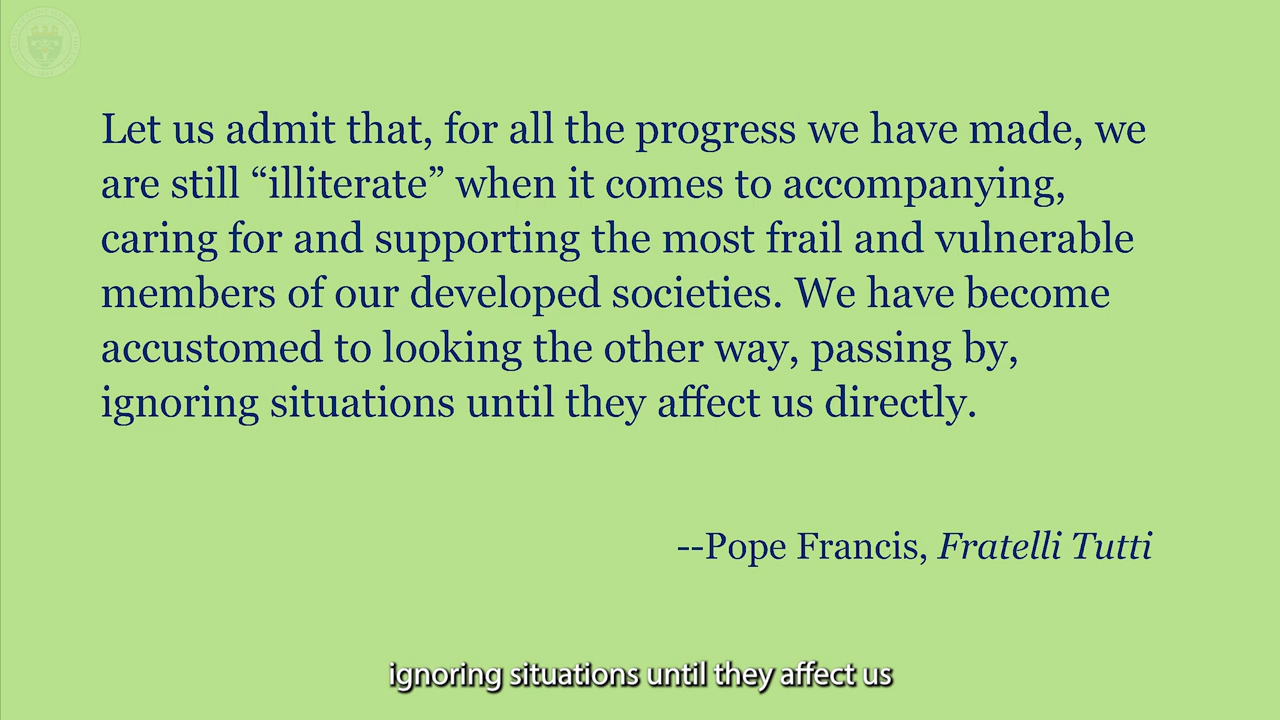 Let us admit that, for all the progress we have made, we
are still “illiterate” when it comes to accompanying,
caring for and supporting the most frail and vulnerable
members of our developed societies. We have become
accustomed to looking the other way, passing by,
ignoring situations until they affect us directly.
--Pope Francis, Fratelli Tutti
ignoring situations until they affect us